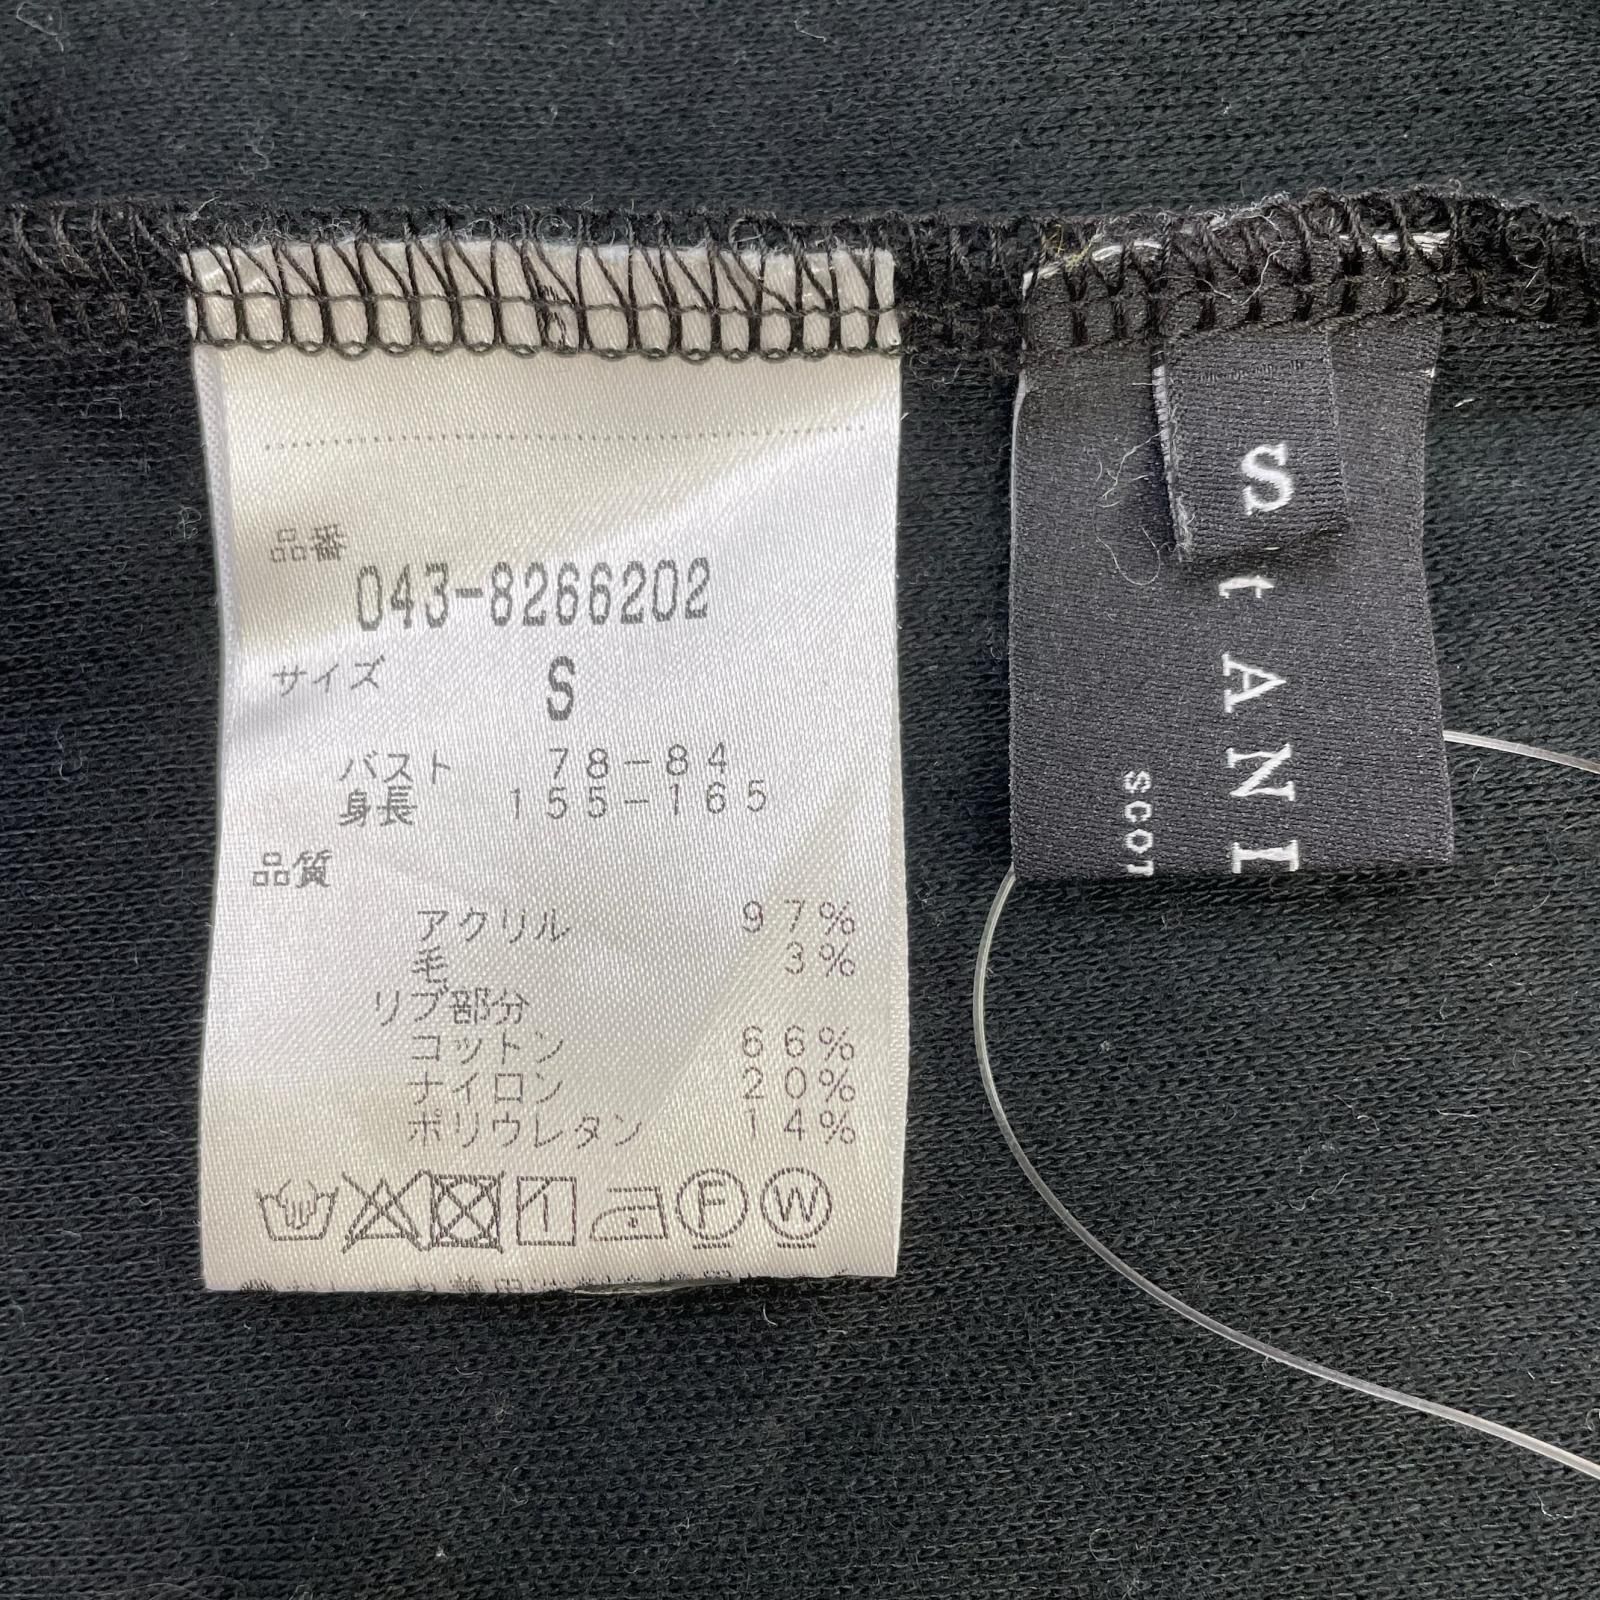 品番
043-8266202
サイズ S
バスト 78-84
身長 155-165
品質
アクリル 97%
毛 3%
リブ部分
コットン 66%
ナイロン 20%
ポリウレタン 14%
F W
S
t ANI
SCOT